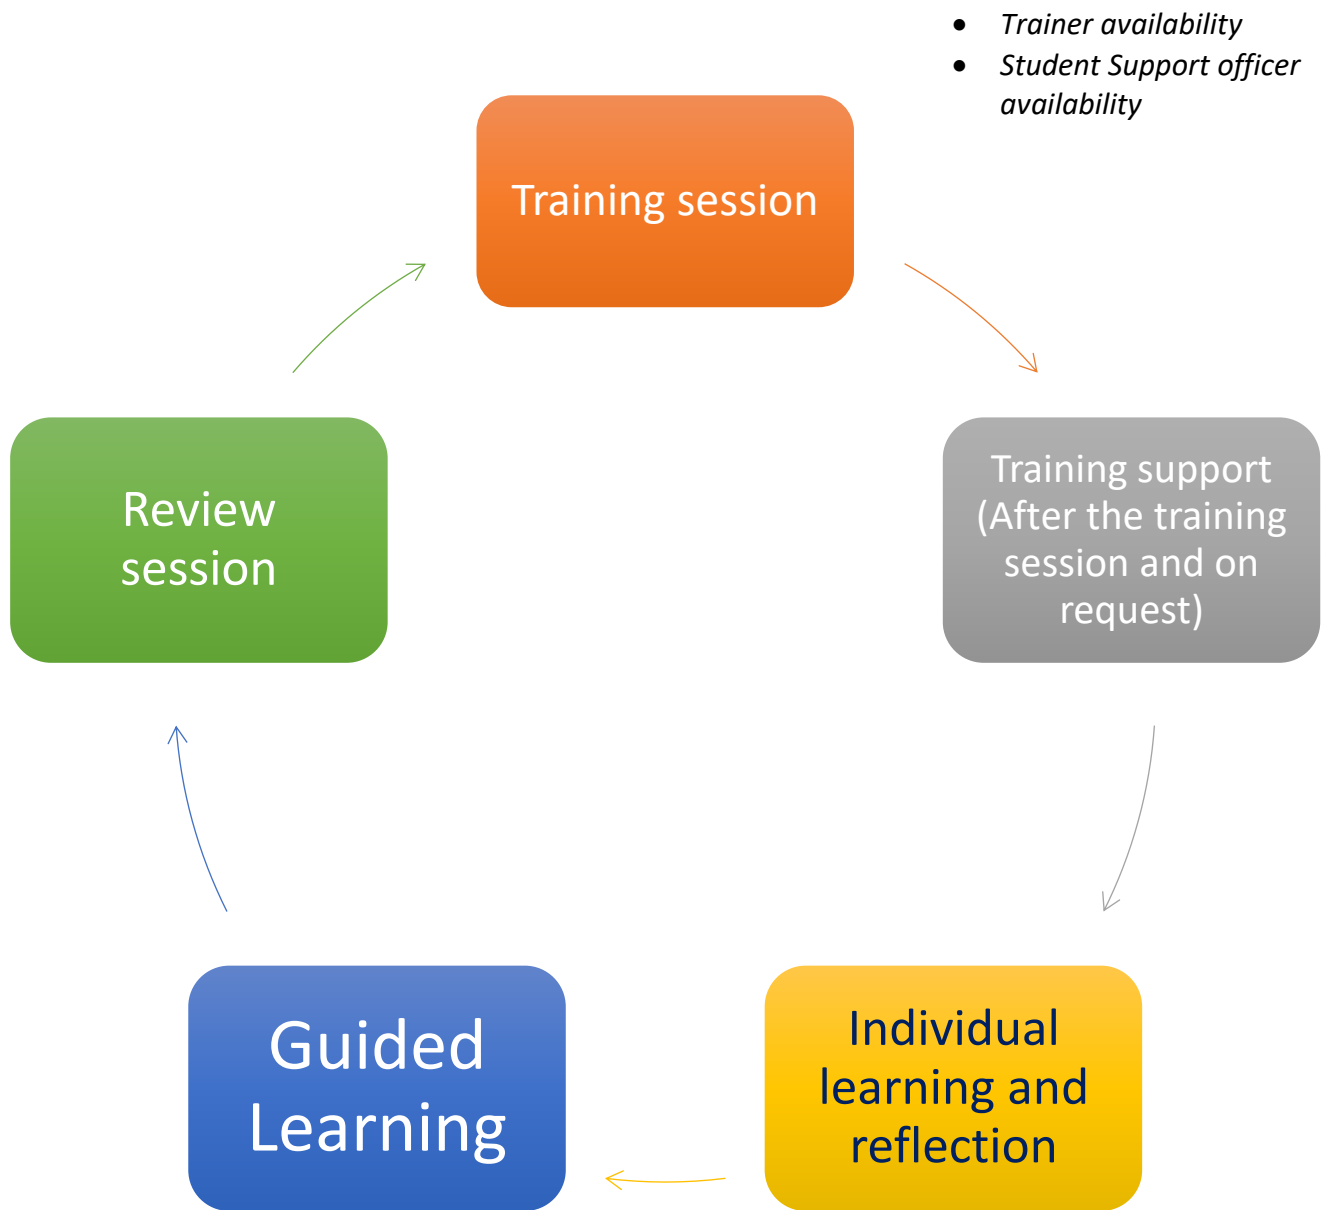 • Trainer availability
• Student Support officer
availability
Training session
Training support
(After the training
session and on
request)
Individual
learning and
reflection
Guided
Learning
Review
session